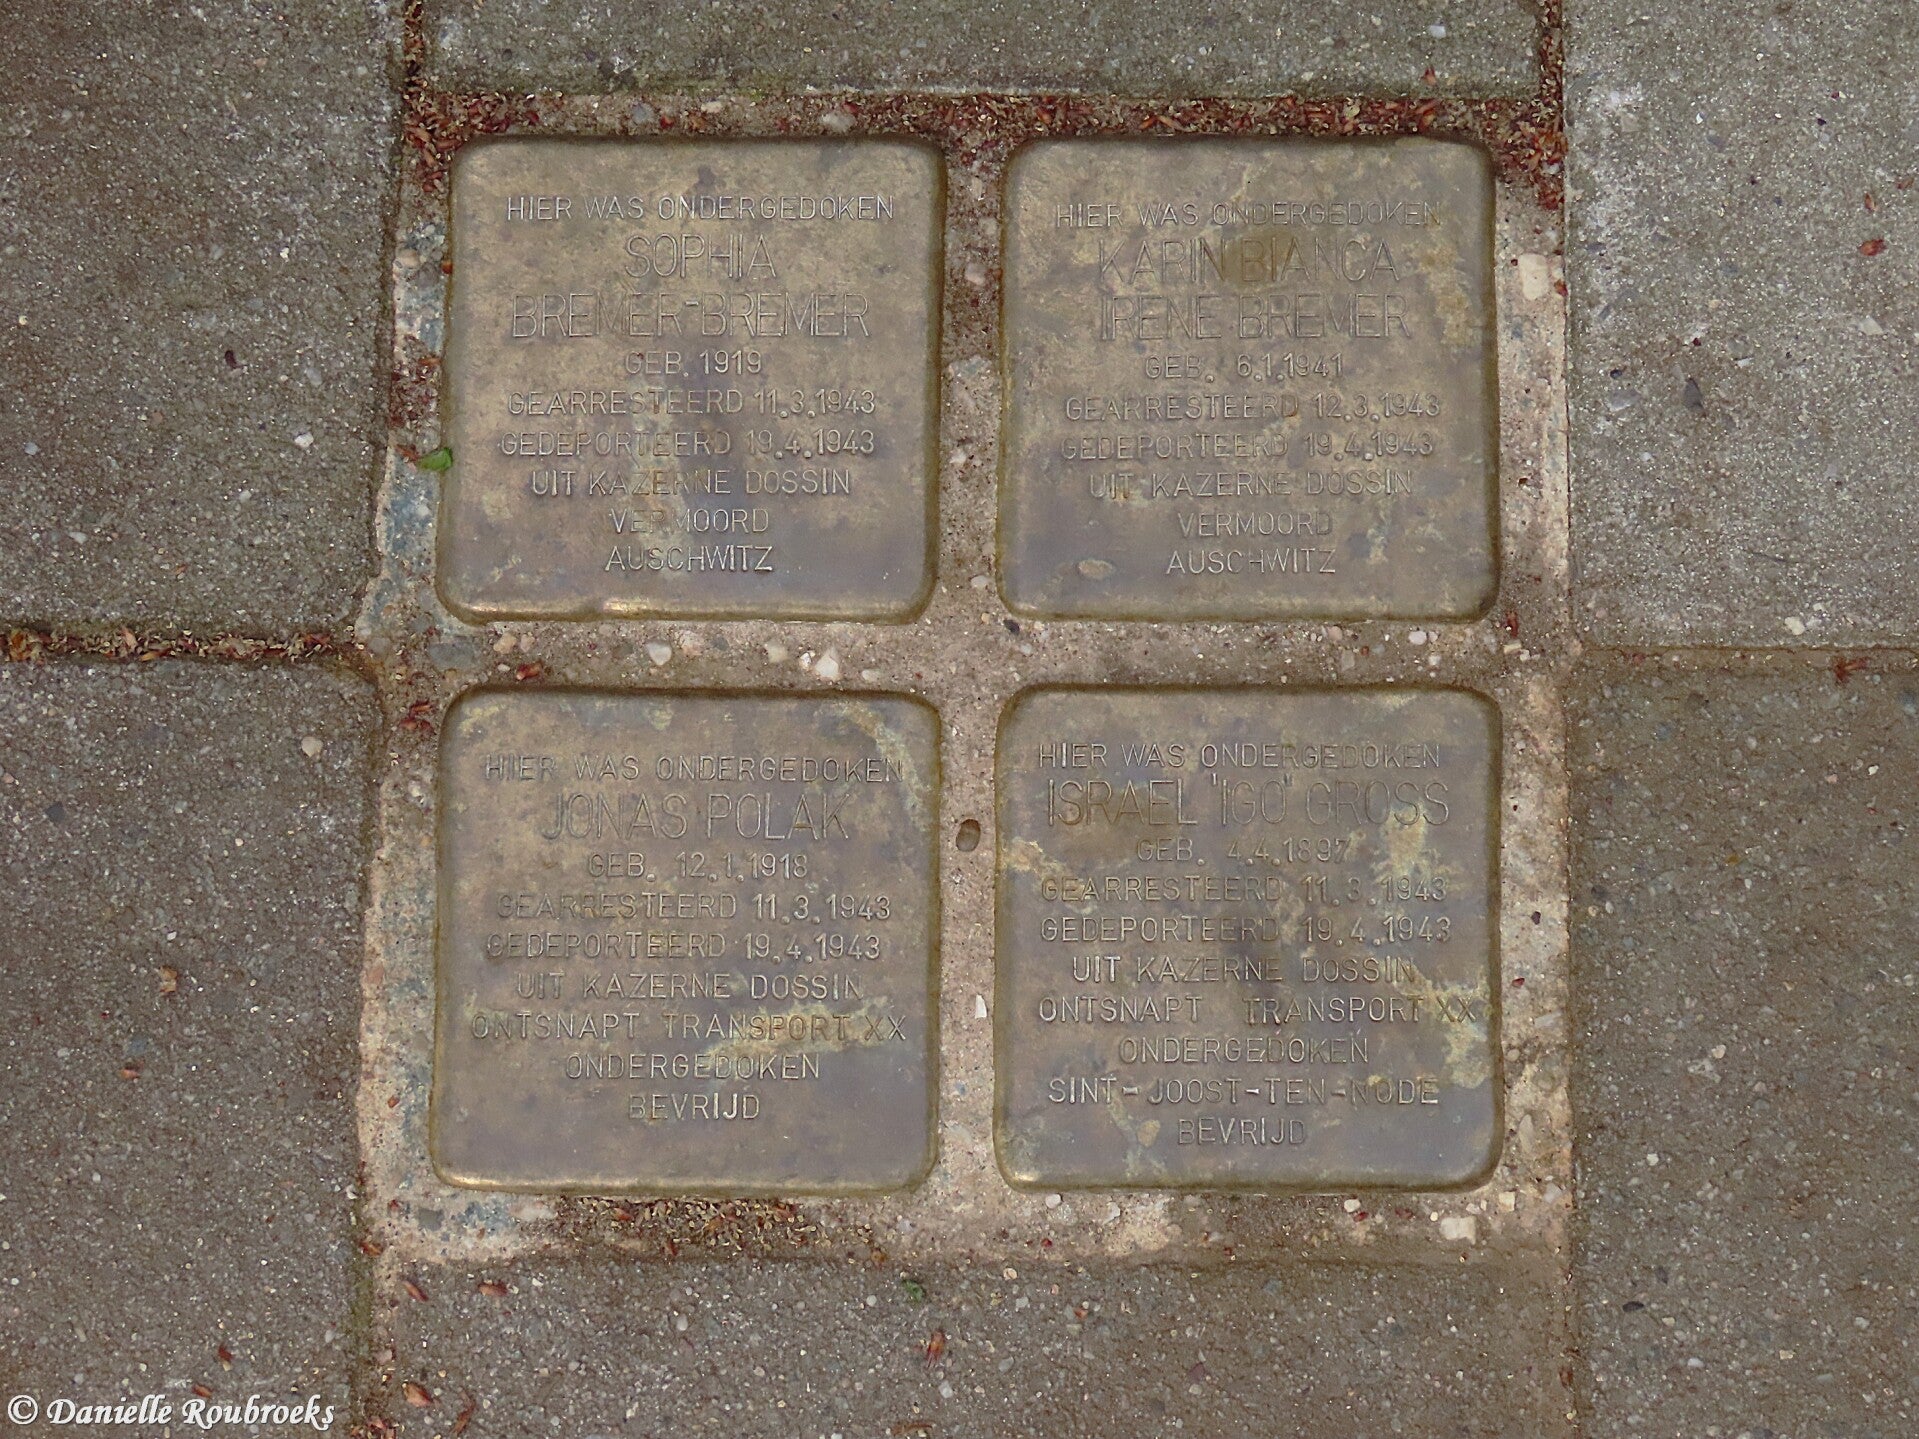 HIER WAS ONDERGEDOKEN
SOPHIA
BREMER-BREMER
GEB. 1919
GEARRESTEERD 11.3.1943
GEDEPORTEERD 19.4.1943
UIT KAZERNE DOSSIN
VERMOORD
AUSCHWITZ
HIER WAS ONDERGEDOKEN
KARIN BIANCA
IRENE BREMER
GEB. 6.1.1941
GEARRESTEERD 12.3.1943
GEDEPORTEERD 19.4.1943
UIT KAZERNE DOSSIN
VERMOORD
AUSCHWITZ
HIER WAS ONDERGEDOKEN
JONAS POLAK
GEB. 12.1.1918
GEARRESTEERD 11.3.1943
GEDEPORTEERD 19.4.1943
UIT KAZERNE DOSSIN
ONTSNAPT TRANSPORT XX
ONDERGEDOKEN
BEVRIJD
HIER WAS ONDERGEDOKEN
ISRAEL "IGO" GROSS
GEB. 4.4.1897
GEARRESTEERD 11.3.1943
GEDEPORTEERD 19.4.1943
UIT KAZERNE DOSSIN
ONTSNAPT TRANSPORT XX
ONDERGEDOKEN
SINT-JOOST-TEN-NODE
BEVRIJD
© Danielle Roubroeks